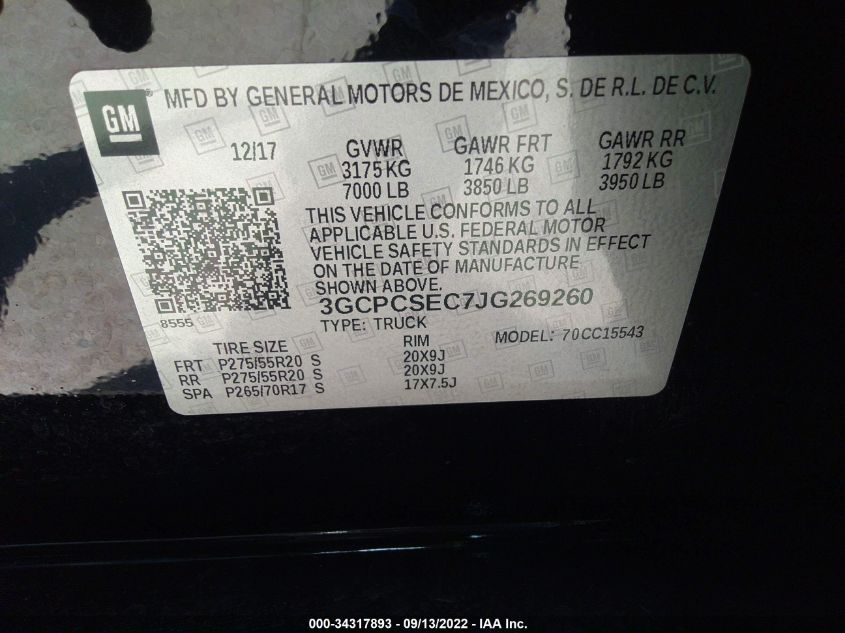 GM
MFD BY GENERAL MOTORS DE MEXICO, S. DE R.L. DE C.V.
12/17 GVWR GAWR FRT GAWR RR
3175 KG 1746 KG 1792 KG
7000 LB 3850 LB 3950 LB
THIS VEHICLE CONFORMS TO ALL
APPLICABLE U.S. FEDERAL MOTOR
VEHICLE SAFETY STANDARDS IN EFFECT
ON THE DATE OF MANUFACTURE
SHOWN ABOVE.
3GCPCSEC7JG269260
8555
TYPE: TRUCK MODEL: 70CC15543
TIRE SIZE RIM
FRT P275/55R20 S 20X9J
RR P275/55R20 S 20X9J
SPA P265/70R17 S 17X7.5J
000-34317893 - 09/13/2022 - IAA Inc.